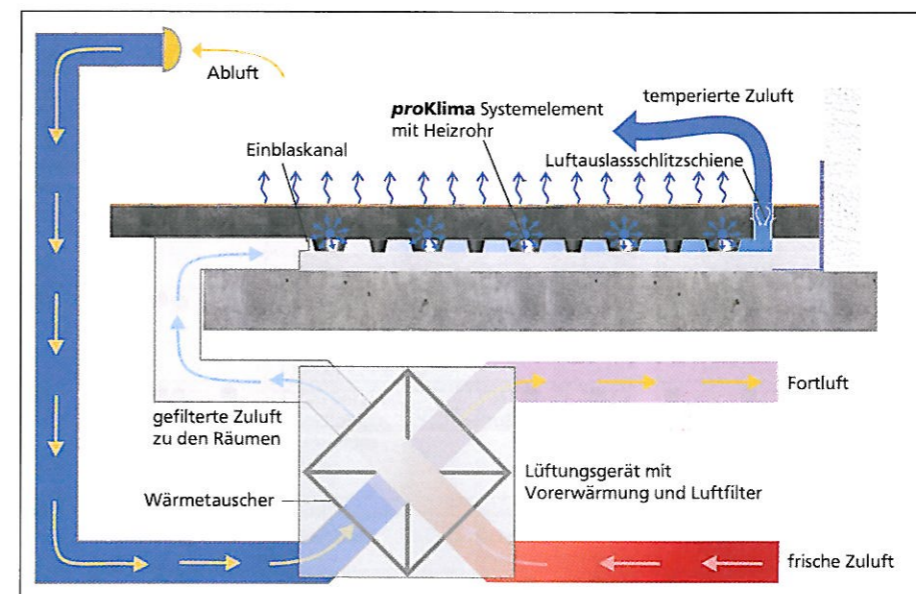 Abluft
temperierte Zuluft
proKlima Systemelement
mit Heizrohr
Einblaskanal
Luftauslassschlitzschiene
Fortluft
gefilterte Zuluft
zu den Räumen
Lüftungsgerät mit
Vorerwärmung und Luftfilter
Wärmetauscher
frische Zuluft